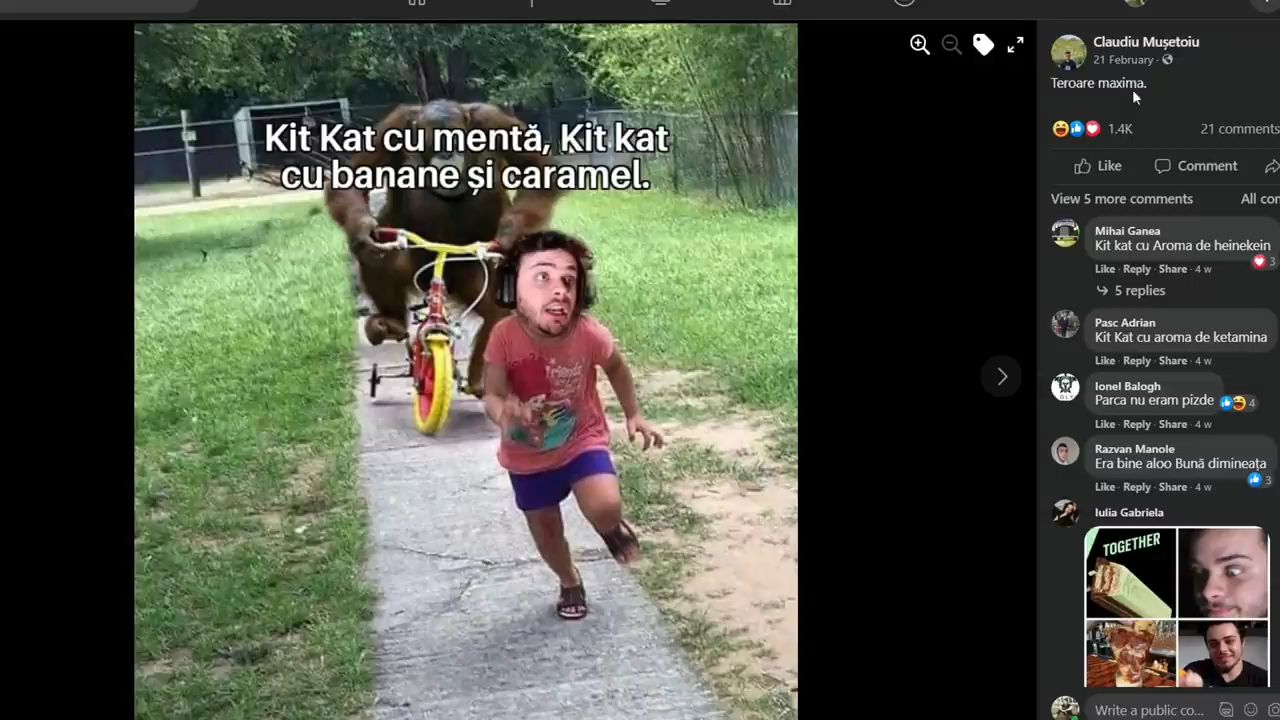 Kit Kat cu mentă, Kit kat
cu banane și caramel.
Claudiu Mușetoiu
21 February
Teroare maxima.
1.4K
21 comments
Like
Comment
View 5 more comments
All
Mihai Ganea
Kit kat cu Aroma de heinekein
3
Like · Reply · Share · 4 w
5 replies
Pasc Adrian
Kit Kat cu aroma de ketamina
Like · Reply · Share · 4 w
Ionel Balogh
Parca nu eram pizde
4
Like · Reply · Share · 4 w
Razvan Manole
Era bine aloo Bună dimineața
3
Like · Reply · Share · 4 w
Iulia Gabriela
TOGETHER
Write a public co...